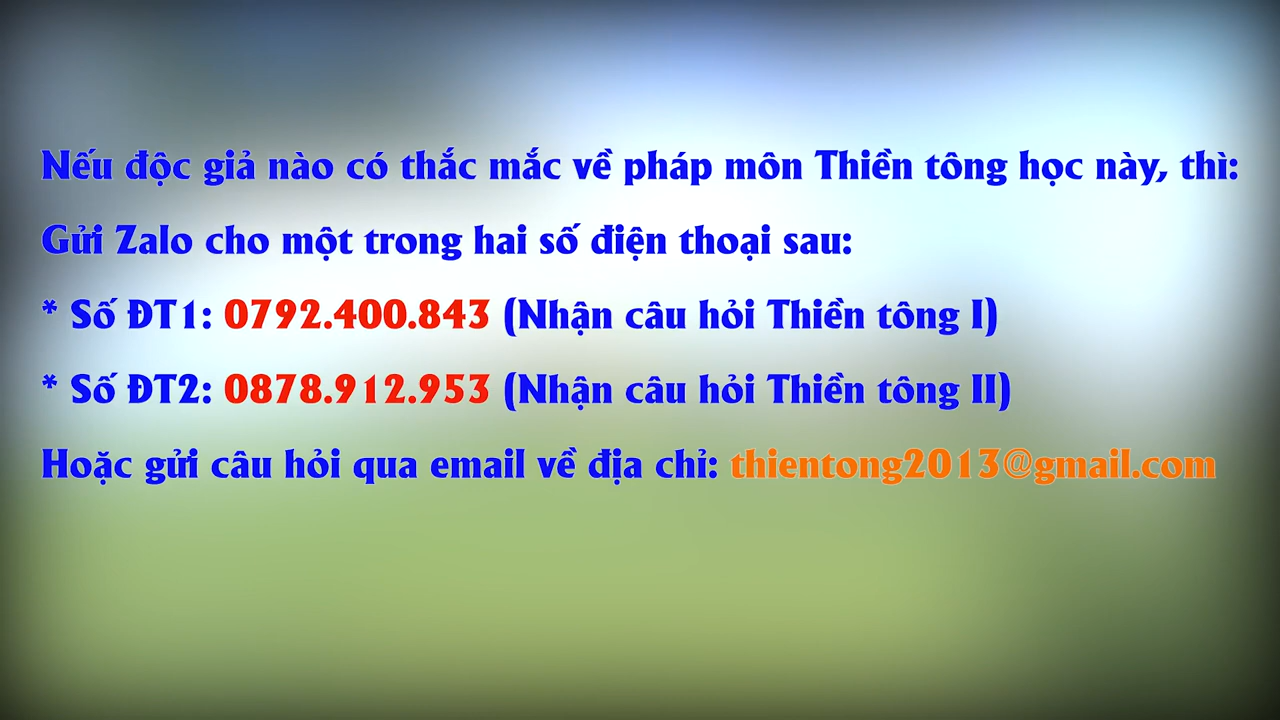 Nếu độc giả nào có thắc mắc về pháp môn Thiền tông học này, thì:
Gửi Zalo cho một trong hai số điện thoại sau:
* Số ĐT1: 0792.400.843 (Nhận câu hỏi Thiền tông I)
* Số ĐT2: 0878.912.953 (Nhận câu hỏi Thiền tông II)
Hoặc gửi câu hỏi qua email về địa chỉ: thientong2013@gmail.com